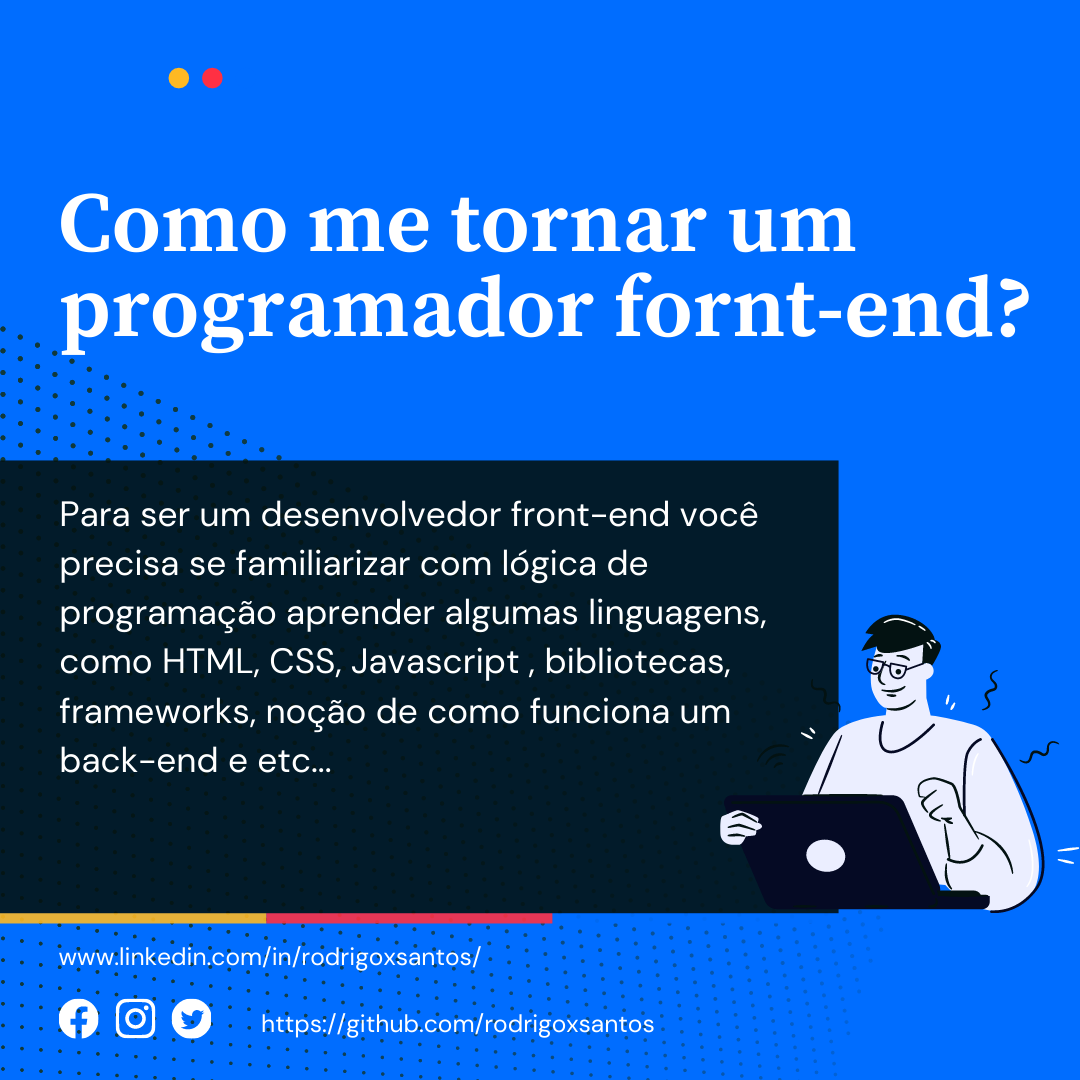 Como me tornar um
programador fornt-end?
Para ser um desenvolvedor front-end você
precisa se familiarizar com lógica de
programação aprender algumas linguagens,
como HTML, CSS, Javascript , bibliotecas,
frameworks, noção de como funciona um
back-end e etc...
www.linkedin.com/in/rodrigoxsantos/
https://github.com/rodrigoxsantos